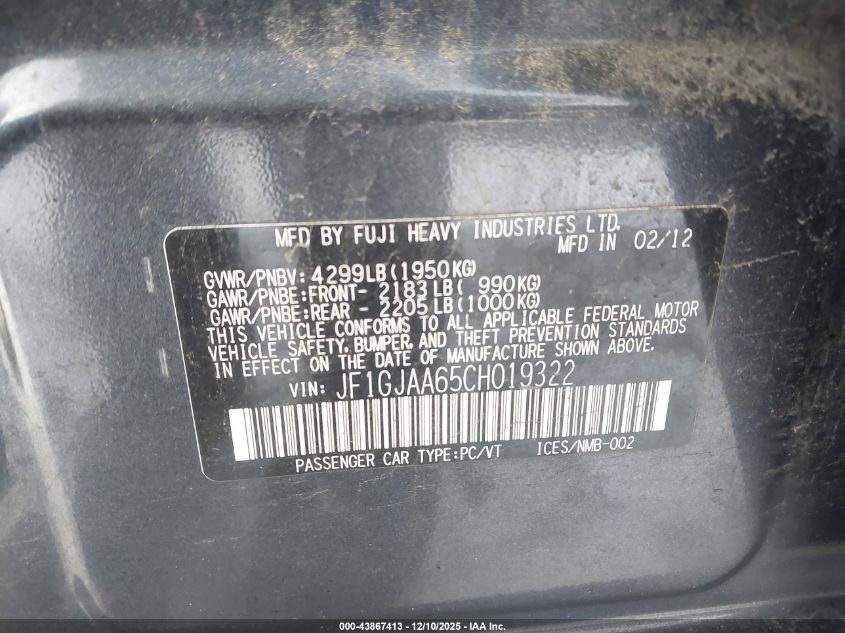 MFD BY FUJI HEAVY INDUSTRIES LTD.
MFD IN 02/'12
GVWR/PNBV: 4299LB(1950KG)
GAWR/PNBE:FRONT- 2183LB( 990KG)
GAWR/PNBE:REAR - 2205LB(1000KG)
THIS VEHICLE CONFORMS TO ALL APPLICABLE FEDERAL MOTOR
VEHICLE SAFETY, BUMPER, AND THEFT PREVENTION STANDARDS
IN EFFECT ON THE DATE OF MANUFACTURE SHOWN ABOVE.
VIN: JF1GJAA65CH019322
PASSENGER CAR TYPE:PC/VT ICES/NMB-002
000-43867413 - 12/10/2025 - IAA Inc.